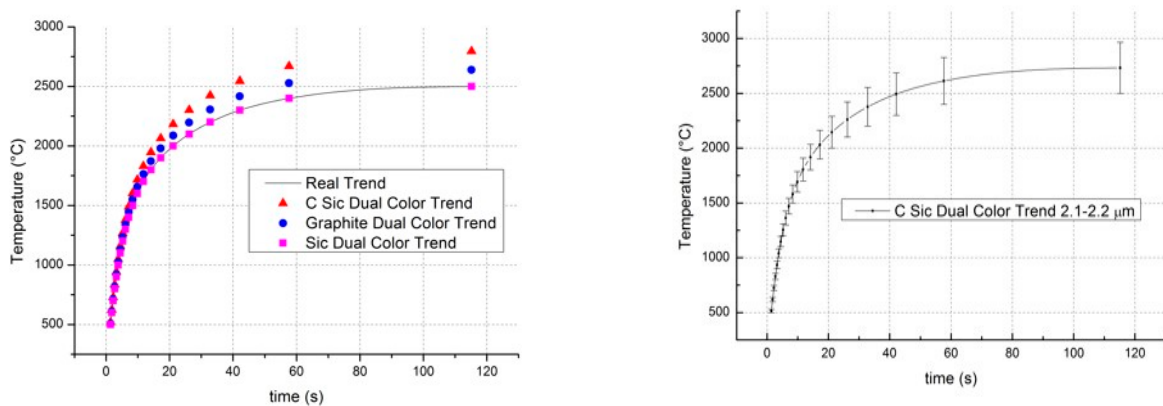 3000
2500
2000
1500
1000
500
Temperature (°C)
Real Trend
C Sic Dual Color Trend
Graphite Dual Color Trend
Sic Dual Color Trend
0 20 40 60 80 100 120
time (s)
3000
2500
2000
1500
1000
500
Temperature (°C)
C Sic Dual Color Trend 2.1-2.2 μm
0 20 40 60 80 100 120
time (s)